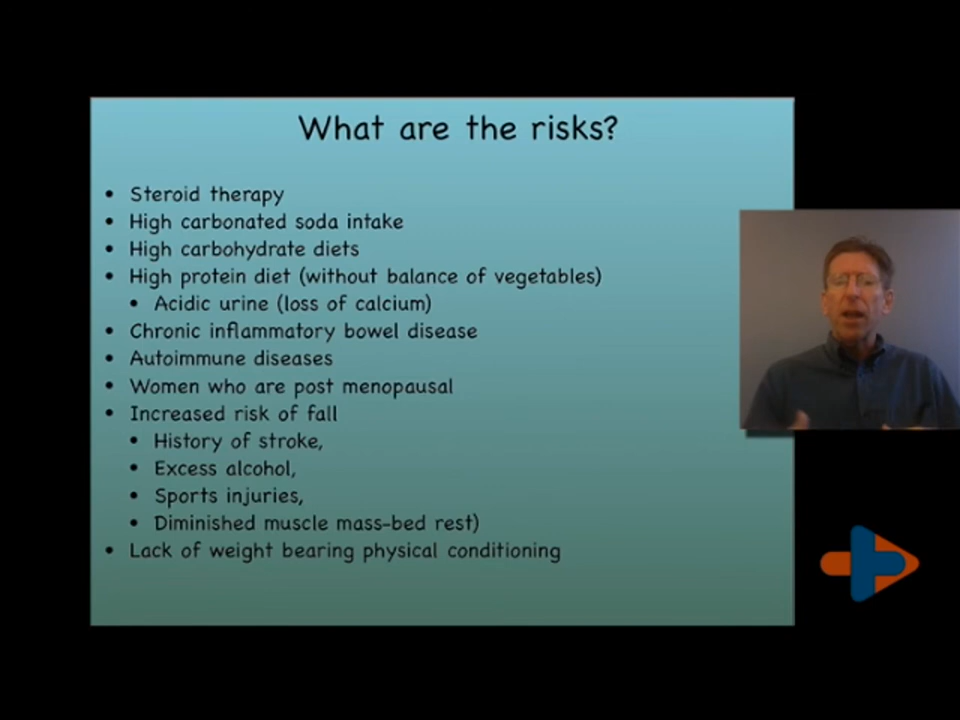 What are the risks?
• Steroid therapy
• High carbonated soda intake
• High carbohydrate diets
• High protein diet (without balance of vegetables)
• Acidic urine (loss of calcium)
• Chronic inflammatory bowel disease
• Autoimmune diseases
• Women who are post menopausal
• Increased risk of fall
• History of stroke,
• Excess alcohol,
• Sports injuries,
• Diminished muscle mass-bed rest)
• Lack of weight bearing physical conditioning